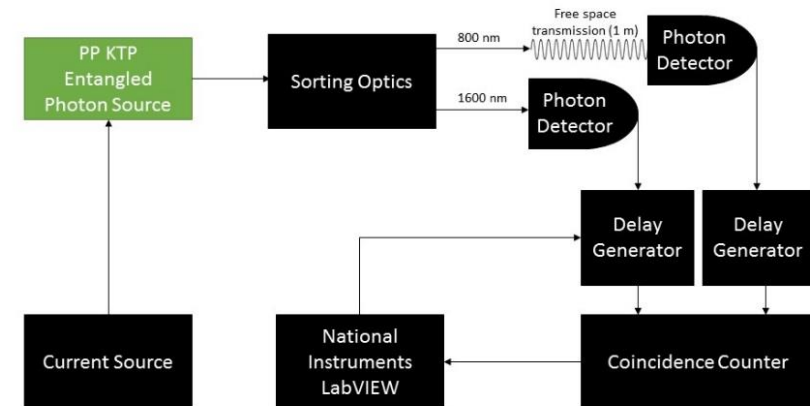 PP KTP
Entangled
Photon Source
Sorting Optics
800 nm
Free space
transmission (1 m)
Photon
Detector
1600 nm
Photon
Detector
Delay
Generator
Delay
Generator
Current Source
National
Instruments
LabVIEW
Coincidence Counter